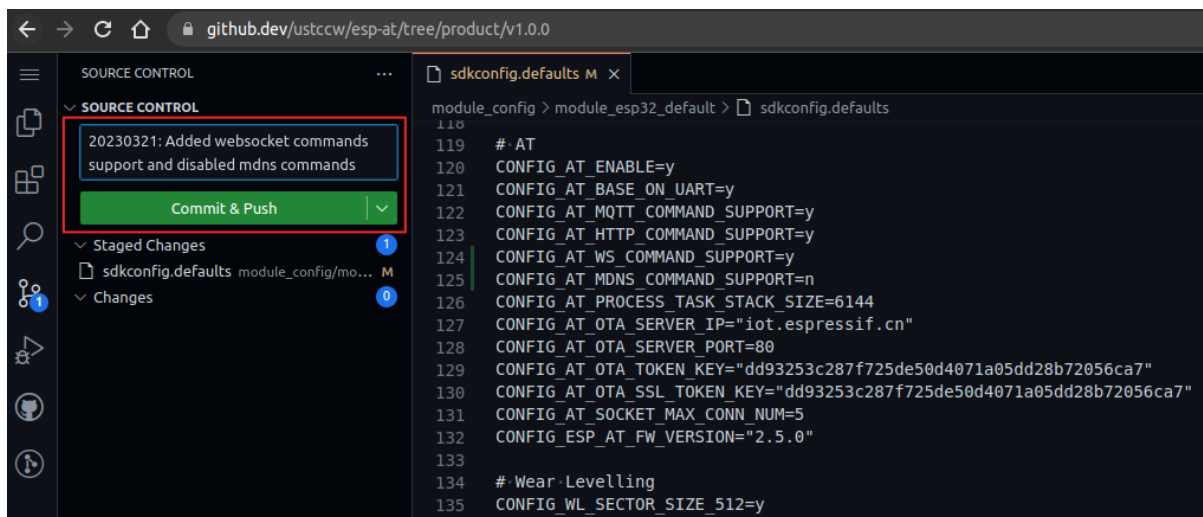 github.dev/ustccw/esp-at/tree/product/v1.0.0
SOURCE CONTROL
...
sdkconfig.defaults M ×
SOURCE CONTROL
module_config > module_esp32_default > sdkconfig.defaults
20230321: Added websocket commands
support and disabled mdns commands
Commit & Push
Staged Changes
1
sdkconfig.defaults module_config/mo... M
Changes
0
1
118
119 #·AT
120 CONFIG_AT_ENABLE=y
121 CONFIG_AT_BASE_ON_UART=y
122 CONFIG_AT_MQTT_COMMAND_SUPPORT=y
123 CONFIG_AT_HTTP_COMMAND_SUPPORT=y
124 CONFIG_AT_WS_COMMAND_SUPPORT=y
125 CONFIG_AT_MDNS_COMMAND_SUPPORT=n
126 CONFIG_AT_PROCESS_TASK_STACK_SIZE=6144
127 CONFIG_AT_OTA_SERVER_IP="iot.espressif.cn"
128 CONFIG_AT_OTA_SERVER_PORT=80
129 CONFIG_AT_OTA_TOKEN_KEY="dd93253c287f725de50d4071a05dd28b72056ca7"
130 CONFIG_AT_OTA_SSL_TOKEN_KEY="dd93253c287f725de50d4071a05dd28b72056ca7"
131 CONFIG_AT_SOCKET_MAX_CONN_NUM=5
132 CONFIG_ESP_AT_FW_VERSION="2.5.0"
133
134 #·Wear·Levelling
135 CONFIG_WL_SECTOR_SIZE_512=y